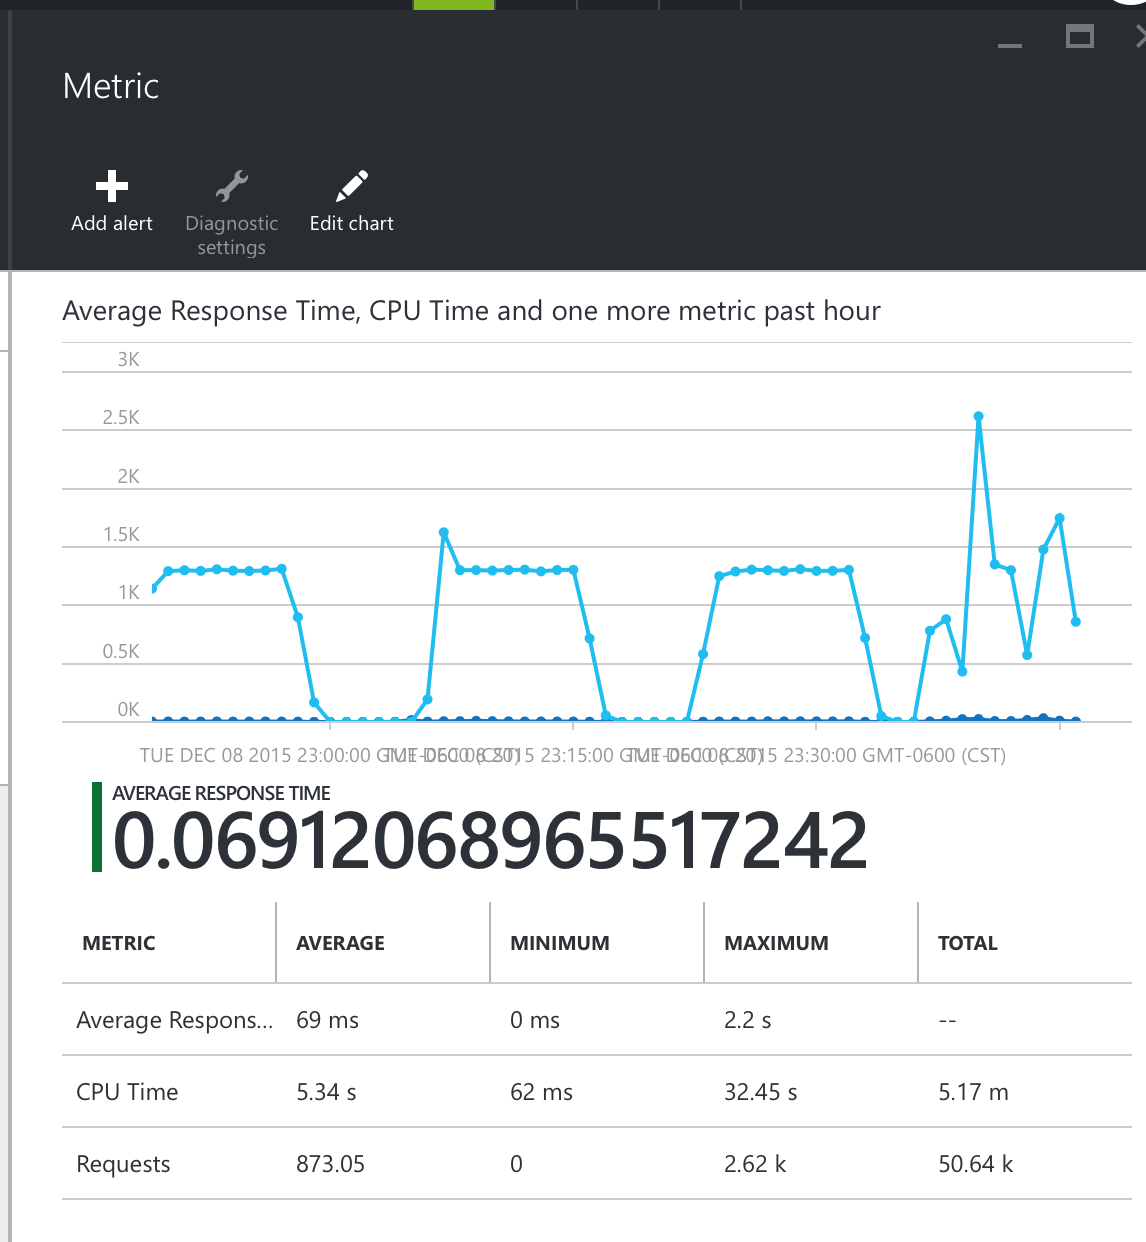 Metric
Add alert
Diagnostic
settings
Edit chart
Average Response Time, CPU Time and one more metric past hour
3K
2.5K
2K
1.5K
1K
0.5K
0K
TUE DEC 08 2015 23:00:00 GMT-0600 (CST) TUE DEC 08 2015 23:15:00 GMT-0600 (CST) TUE DEC 08 2015 23:30:00 GMT-0600 (CST)
AVERAGE RESPONSE TIME
0.06912068965517242
METRIC AVERAGE MINIMUM MAXIMUM TOTAL
Average Respons... 69 ms 0 ms 2.2 s --
CPU Time 5.34 s 62 ms 32.45 s 5.17 m
Requests 873.05 0 2.62 k 50.64 k